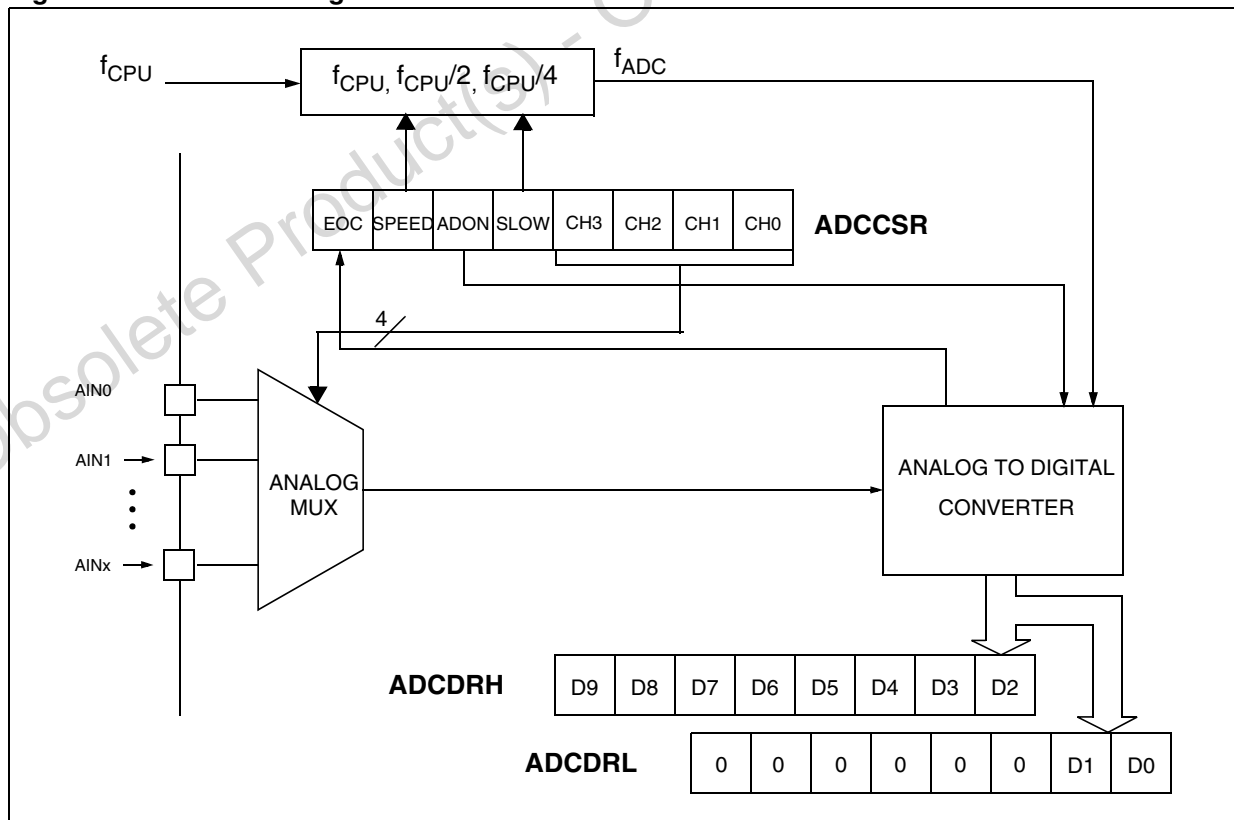 fCPU
fCPU, fCPU/2, fCPU/4
fADC
EOC SPEED ADON SLOW CH3 CH2 CH1 CH0
ADCCSR
4
AIN0
AIN1
AINx
ANALOG
MUX
ANALOG TO DIGITAL
CONVERTER
ADCDRH
D9 D8 D7 D6 D5 D4 D3 D2
ADCDRL
0 0 0 0 0 0 D1 D0
Obsolete Product(s) - O